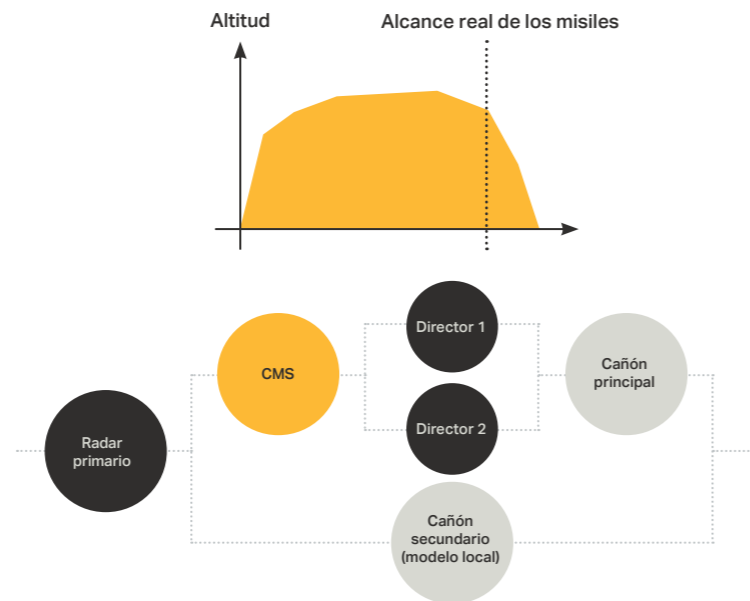 Altitud
Alcance real de los misiles
Director 1
CMS
Cañón
principal
Director 2
Radar
primario
Cañón
secundario
(modelo local)